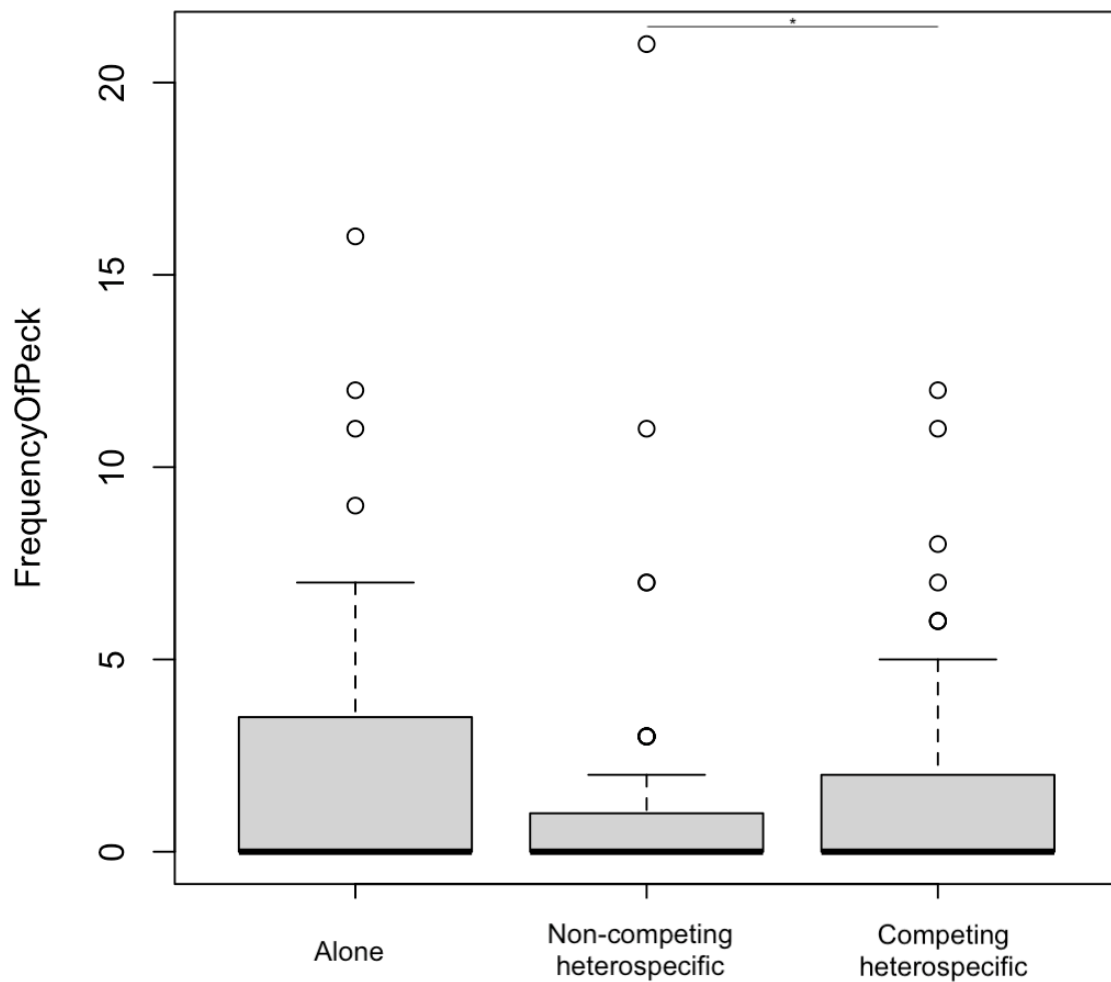 *
20
15
10
5
0
FrequencyOfPeck
Alone
Non-competing
heterospecific
Competing
heterospecific